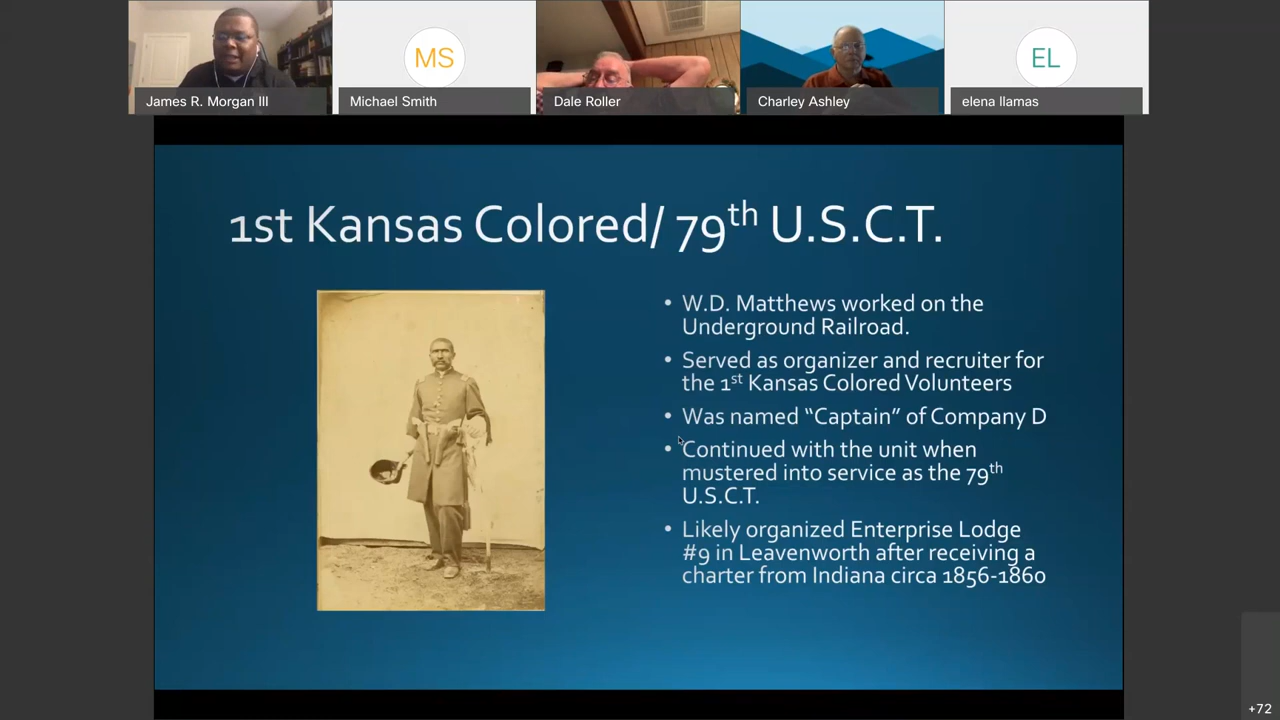 MS
EL
James R. Morgan III
Michael Smith
Dale Roller
Charley Ashley
elena llamas
1st Kansas Colored/ 79th U.S.C.T.
• W.D. Matthews worked on the
Underground Railroad.
• Served as organizer and recruiter for
the 1st Kansas Colored Volunteers
• Was named “Captain” of Company D
• Continued with the unit when
mustered into service as the 79th
U.S.C.T.
• Likely organized Enterprise Lodge
#9 in Leavenworth after receiving a
charter from Indiana circa 1856-1860
+72